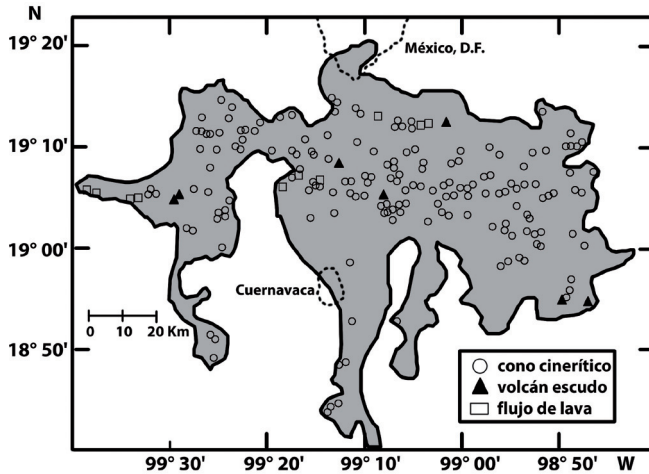 N
19° 20'
México, D.F.
19° 10'
19° 00'
Cuernavaca
0 10 20 Km
18° 50'
cono cinerítico
volcán escudo
flujo de lava
99° 30' 99° 20' 99° 10' 99° 00' 98° 50' W